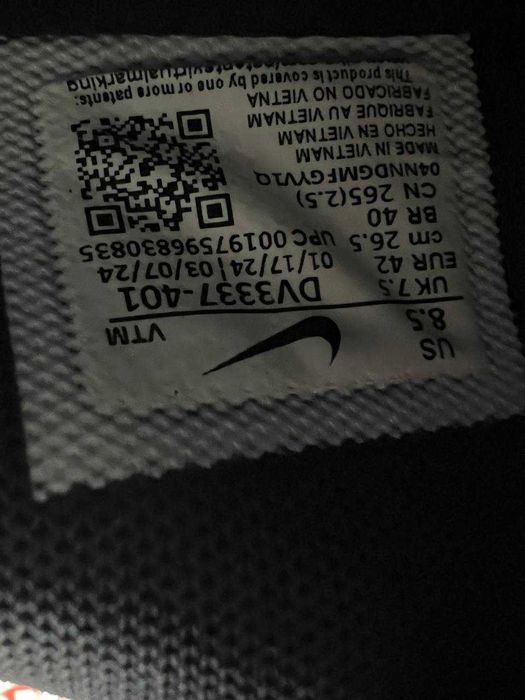 US
8.5
VTM
UK 7.5
DV3337-401
EUR 42
01/17/24 | 03/07/24
cm 26.5
UPC 00197596830835
BR 40
CN 265(2.5)
04NNDGMFGYV1Q
MADE IN VIETNAM
HECHO EN VIETNAM
FABRIQUE AU VIETNAM
FABRICADO NO VIETNA
This product is covered by one or more patents: